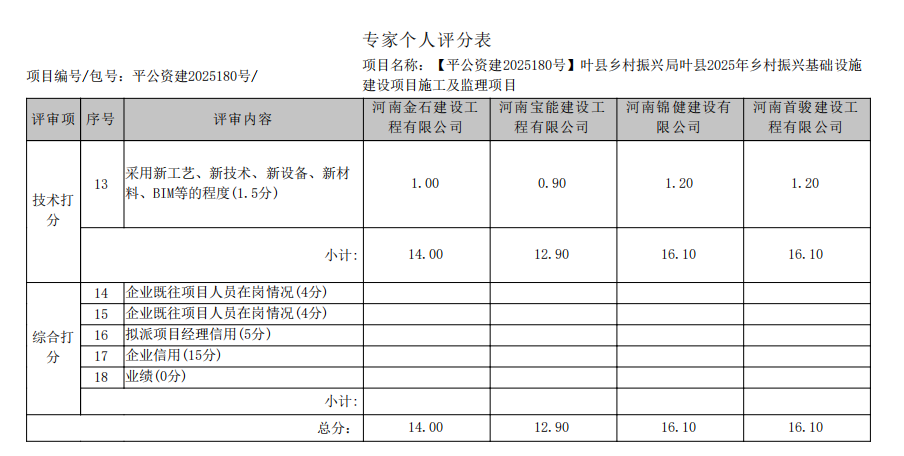 专家个人评分表
项目编号/包号: 平公资建2025180号/
项目名称: 【平公资建2025180号】叶县乡村振兴局叶县2025年乡村振兴基础设施
建设项目施工及监理项目
评审项 序号 评审内容 河南金石建设工程有限公司 河南宝能建设工程有限公司 河南锦健建设有限公司 河南首骏建设工程有限公司
技术打分
13 采用新工艺、新技术、新设备、新材
料、BIM等的程度(1.5分) 1.00 0.90 1.20 1.20
小计: 14.00 12.90 16.10 16.10
综合打分
14 企业既往项目人员在岗情况(4分)
15 企业既往项目人员在岗情况(4分)
16 拟派项目经理信用(5分)
17 企业信用(15分)
18 业绩(0分)
小计:
总分: 14.00 12.90 16.10 16.10